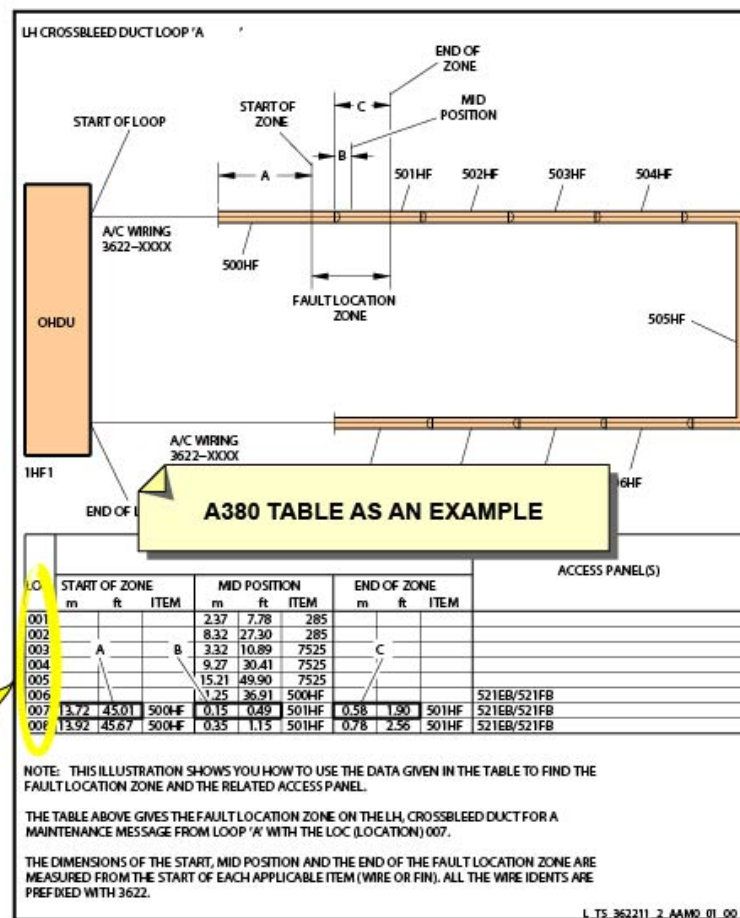 LH CROSSBLEED DUCT LOOP 'A '
END OF
ZONE
START OF
ZONE
C
MID
POSITION
START OF LOOP
B
A
501HF 502HF 503HF 504HF
A/C WIRING
3622-XXXX
500HF
FAULT LOCATION
ZONE
OHDU
505HF
A/C WIRING
3622-XXXX
1HF1
06HF
END OF L
A380 TABLE AS AN EXAMPLE
ACCESS PANEL(S)
START OF ZONE MID POSITION END OF ZONE
m ft ITEM m ft ITEM m ft ITEM
001 2.37 7.78 285
002 8.32 27.30 285
003 A B 3.32 10.89 7525 C
004 9.27 30.41 7525
005 15.21 49.90 7525
006 1.25 36.91 500HF 521EB/521FB
007 13.72 45.01 500HF 0.15 0.49 501HF 0.58 1.90 501HF 521EB/521FB
008 13.92 45.67 500HF 0.35 1.15 501HF 0.78 2.56 501HF 521EB/521FB
NOTE: THIS ILLUSTRATION SHOWS YOU HOW TO USE THE DATA GIVEN IN THE TABLE TO FIND THE
FAULT LOCATION ZONE AND THE RELATED ACCESS PANEL.
THE TABLE ABOVE GIVES THE FAULT LOCATION ZONE ON THE LH, CROSSBLEED DUCT FOR A
MAINTENANCE MESSAGE FROM LOOP 'A' WITH THE LOC (LOCATION) 007.
THE DIMENSIONS OF THE START, MID POSITION AND THE END OF THE FAULT LOCATION ZONE ARE
MEASURED FROM THE START OF EACH APPLICABLE ITEM (WIRE OR FIN). ALL THE WIRE IDENTS ARE
PREFIXED WITH 3622.
L_TS_362211_2_AAM0_01_00